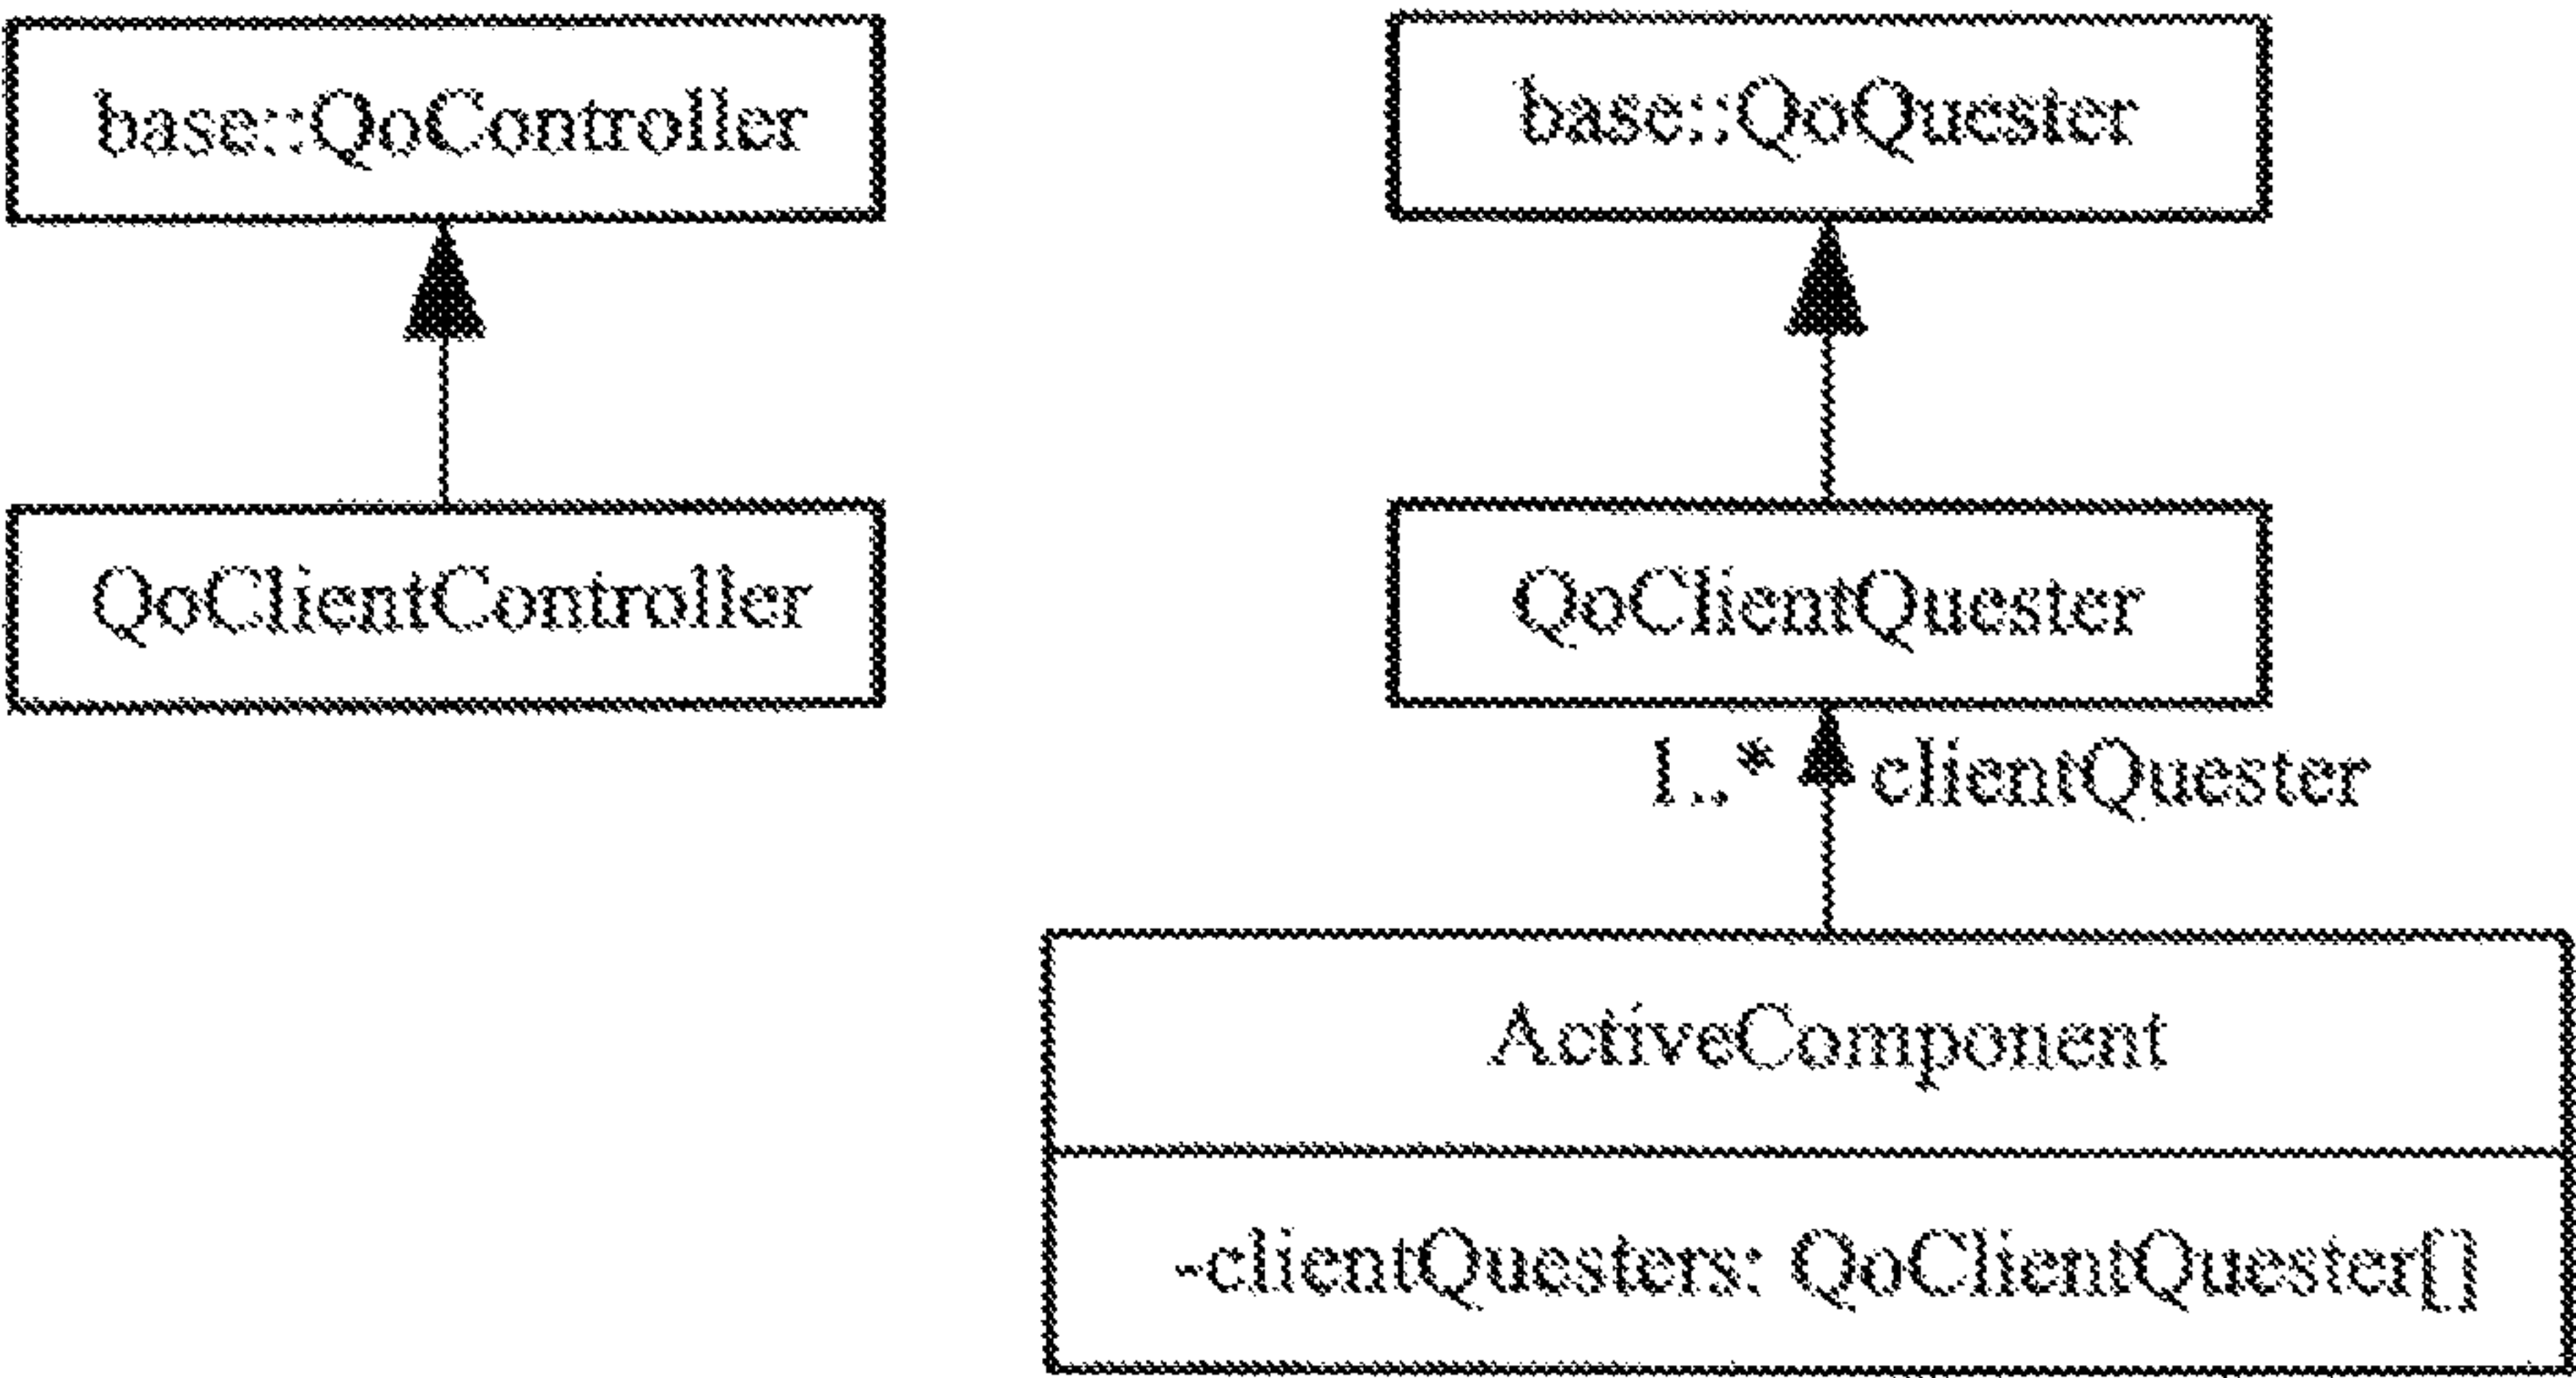 base::QoController
base::QoQuester
QoClientController
QoClientQuester
1..* clientQuester
ActiveComponent
-clientQuesters: QoClientQuester[]